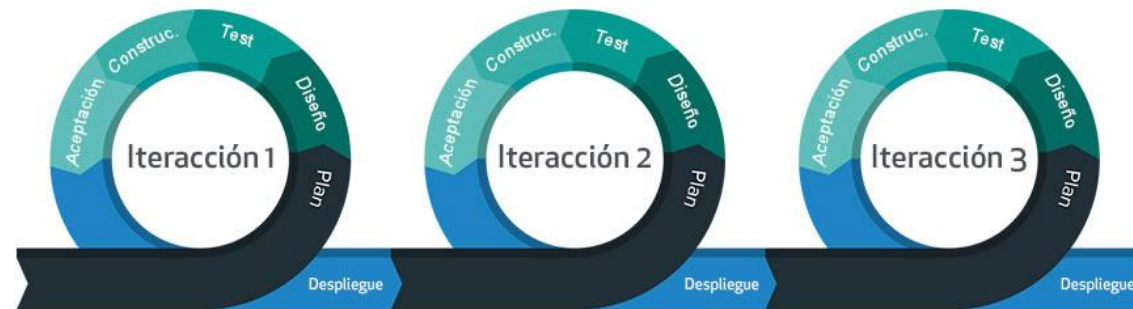 Aceptación
Construc.
Test
Diseño
Plan
Iteracción 1
Despliegue
Aceptación
Construc.
Test
Diseño
Plan
Iteracción 2
Despliegue
Aceptación
Construc.
Test
Diseño
Plan
Iteracción 3
Despliegue